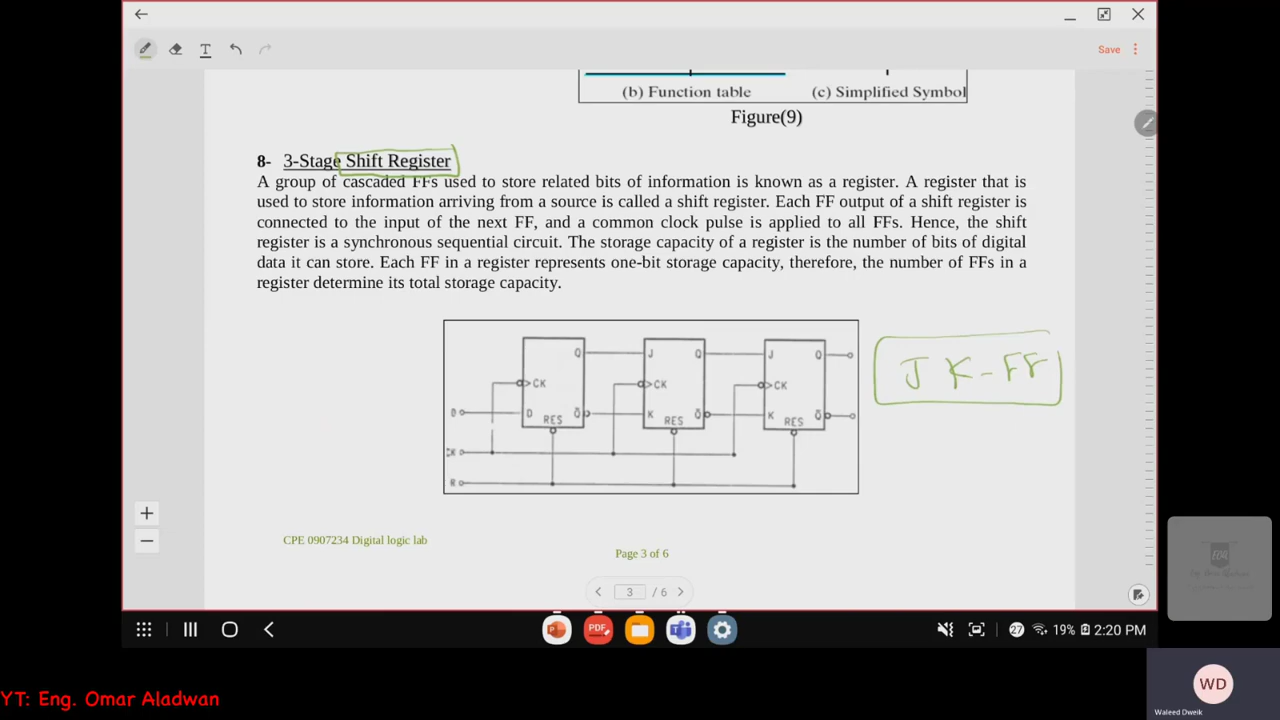 Save
(b) Function table
(c) Simplified Symbol
Figure(9)
8- 3-Stage Shift Register
A group of cascaded FFs used to store related bits of information is known as a register. A register that is
used to store information arriving from a source is called a shift register. Each FF output of a shift register is
connected to the input of the next FF, and a common clock pulse is applied to all FFs. Hence, the shift
register is a synchronous sequential circuit. The storage capacity of a register is the number of bits of digital
data it can store. Each FF in a register represents one-bit storage capacity, therefore, the number of FFs in a
register determine its total storage capacity.
Q J Q J Q
CK CK CK
D D Q̅ K Q̅ K Q̅
RES RES RES
CK
R
J K - FF
CPE 0907234 Digital logic lab
Page 3 of 6
3 / 6
PDF
27 19% 2:20 PM
WD
Waleed Dweik
YT: Eng. Omar Aladwan